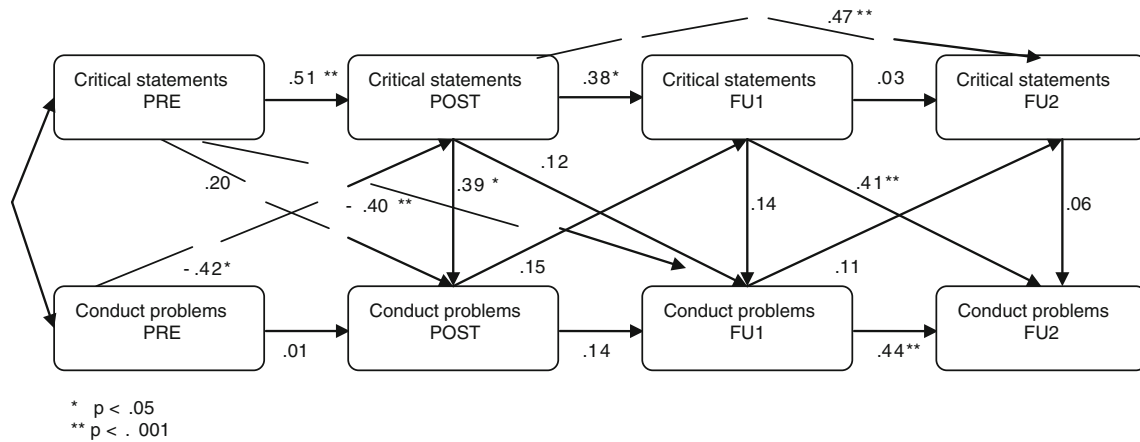 .47**
Critical statements
PRE
.51 **
Critical statements
POST
.38*
Critical statements
FU1
.03
Critical statements
FU2
.20
- .40 **
.39 *
.12
.14
.41**
.06
- .42*
.15
.11
Conduct problems
PRE
.01
Conduct problems
POST
.14
Conduct problems
FU1
.44**
Conduct problems
FU2
* p < .05
** p < . 001